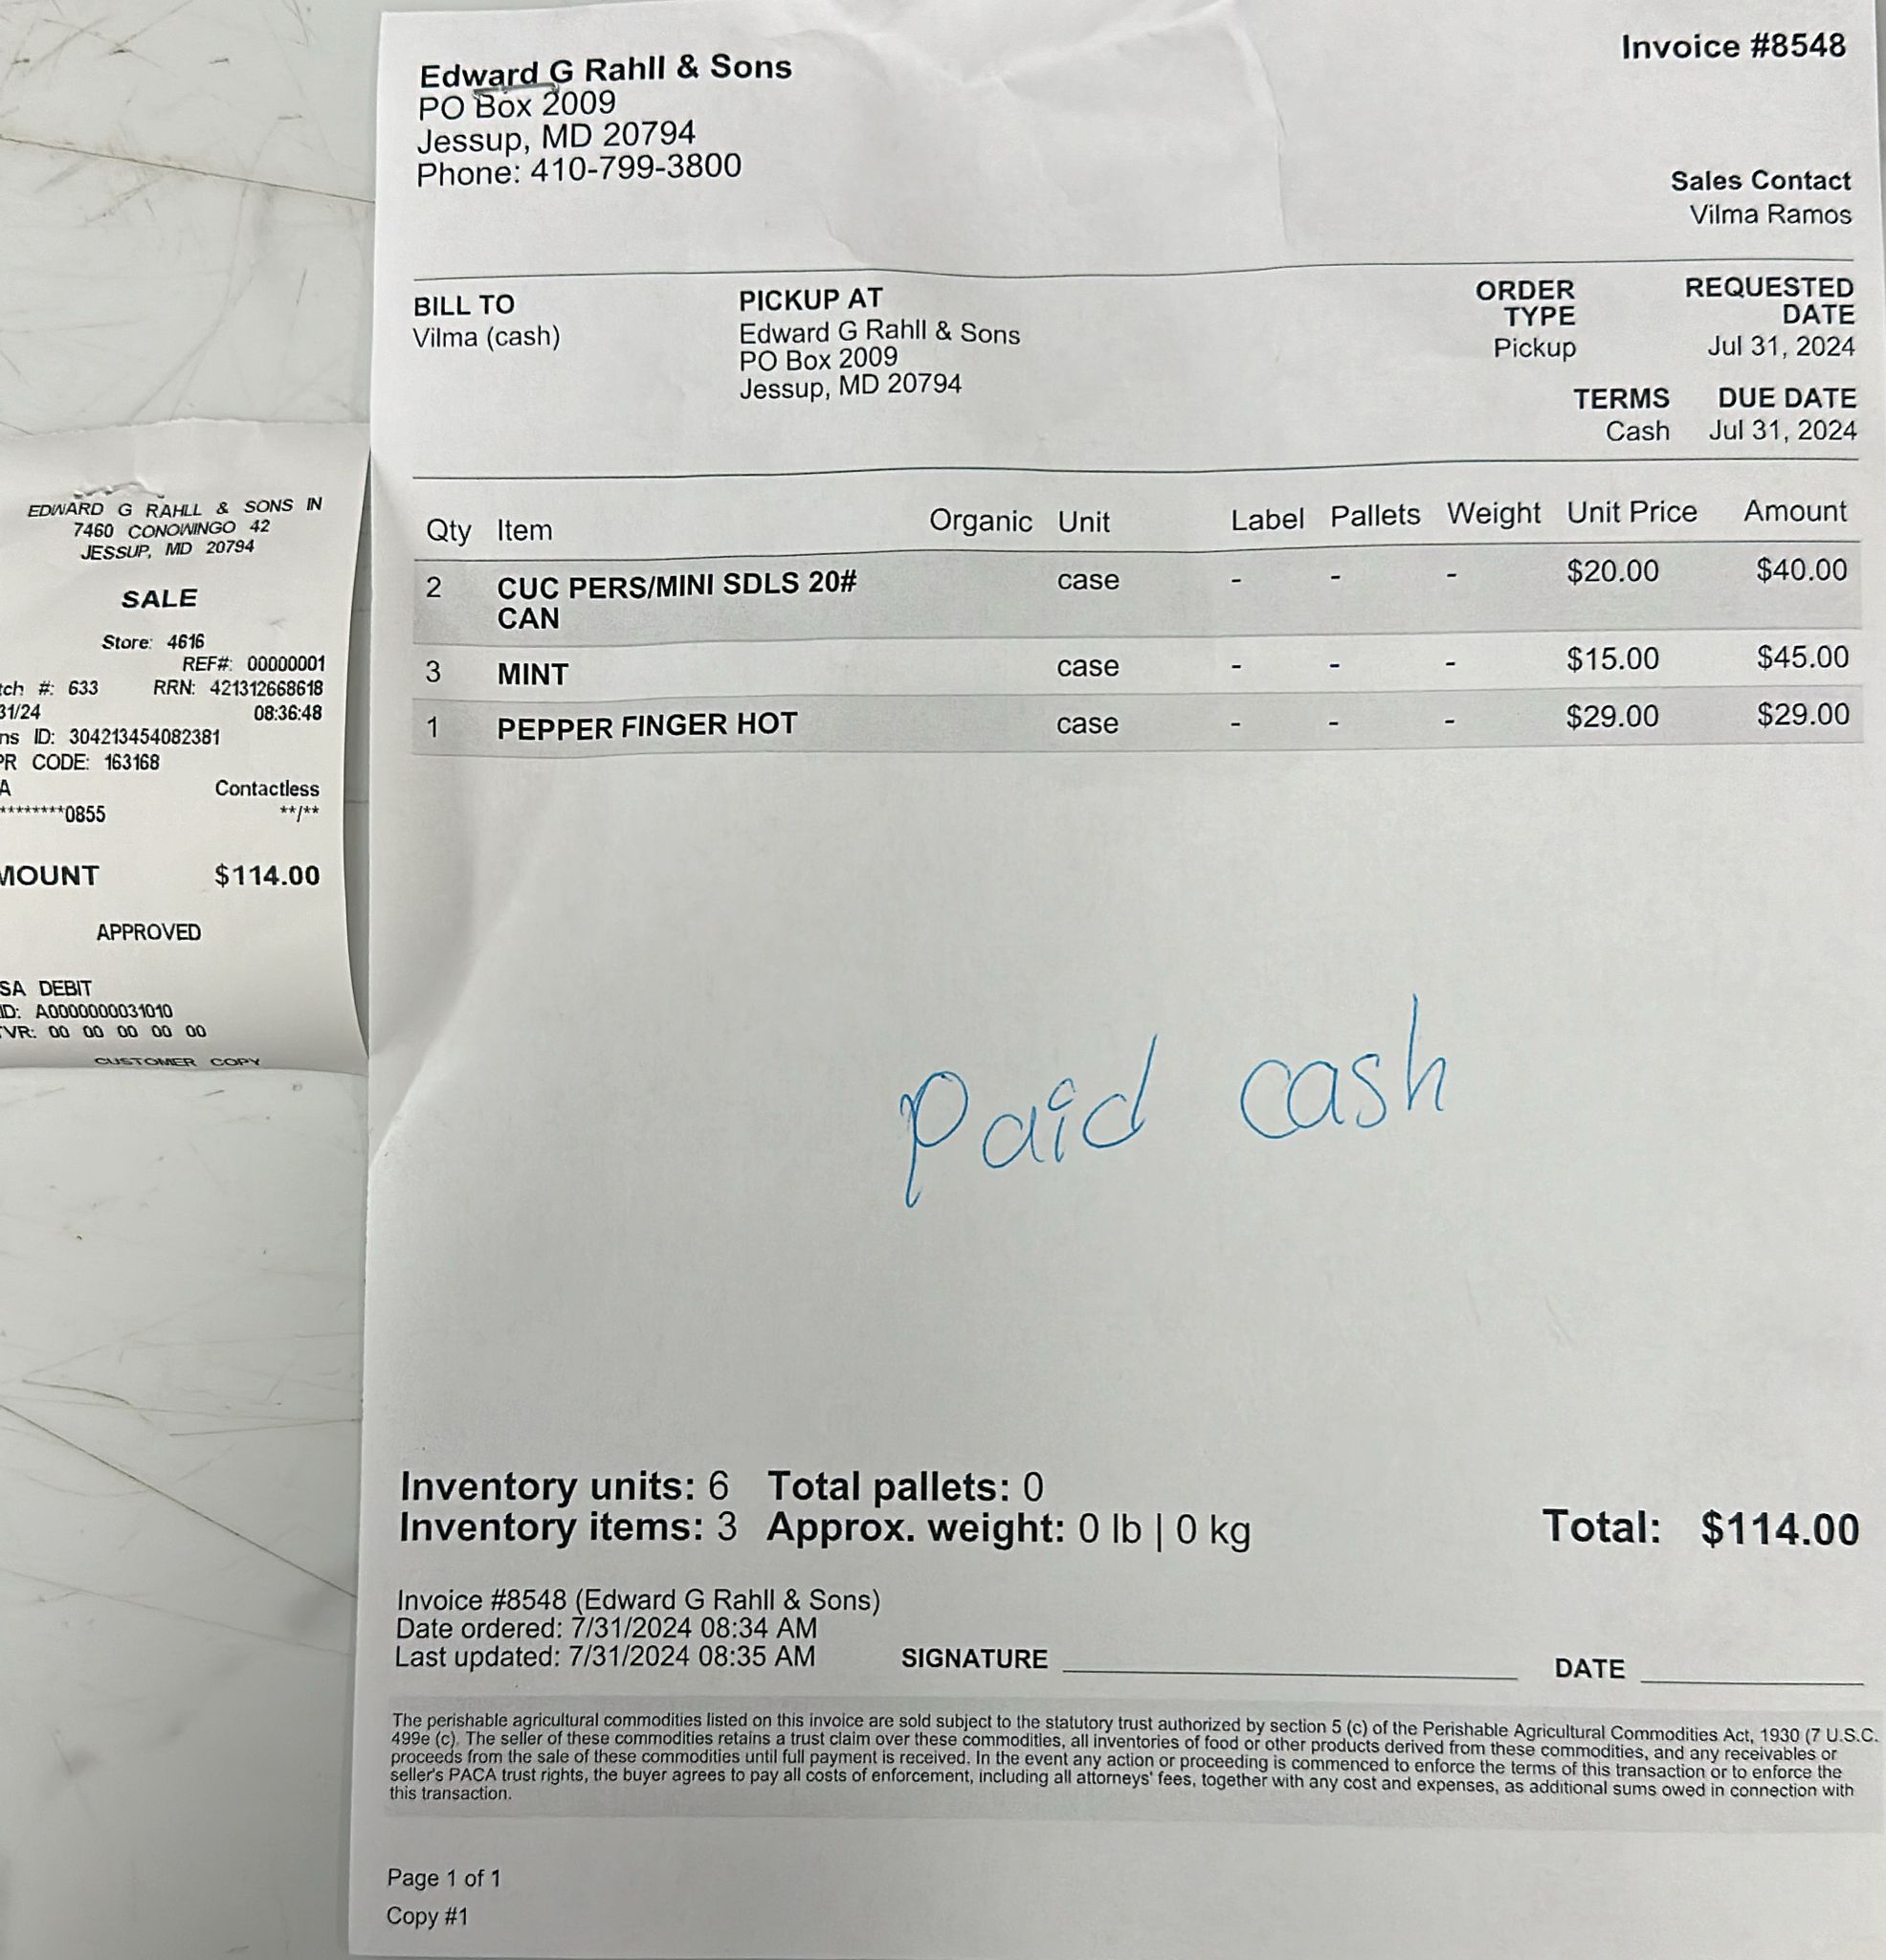 Edward G Rahll & Sons
PO Box 2009
Jessup, MD 20794
Phone: 410-799-3800
Invoice #8548
Sales Contact
Vilma Ramos
BILL TO
Vilma (cash)
PICKUP AT
Edward G Rahll & Sons
PO Box 2009
Jessup, MD 20794
ORDER TYPE
Pickup
REQUESTED DATE
Jul 31, 2024
TERMS
Cash
DUE DATE
Jul 31, 2024
Qty Item Organic Unit Label Pallets Weight Unit Price Amount
2 CUC PERS/MINI SDLS 20# case - - - $20.00 $40.00
CAN
3 MINT case - - - $15.00 $45.00
1 PEPPER FINGER HOT case - - - $29.00 $29.00
Paid cash
Inventory units: 6 Total pallets: 0
Inventory items: 3 Approx. weight: 0 lb | 0 kg
Total: $114.00
Invoice #8548 (Edward G Rahll & Sons)
Date ordered: 7/31/2024 08:34 AM
Last updated: 7/31/2024 08:35 AM
SIGNATURE
DATE
The perishable agricultural commodities listed on this invoice are sold subject to the statutory trust authorized by section 5 (c) of the Perishable Agricultural Commodities Act, 1930 (7 U.S.C.
499e (c). The seller of these commodities retains a trust claim over these commodities, all inventories of food or other products derived from these commodities, and any receivables or
proceeds from the sale of these commodities until full payment is received. In the event any action or proceeding is commenced to enforce the terms of this transaction or to enforce the
seller's PACA trust rights, the buyer agrees to pay all costs of enforcement, including all attorneys' fees, together with any cost and expenses, as additional sums owed in connection with
this transaction.
Page 1 of 1
Copy #1
EDWARD G RAHLL & SONS IN
7460 CONOWINGO 42
JESSUP, MD 20794
SALE
Store: 4616
REF#: 00000001
tch #: 633 RRN: 421312668618
31/24 08:36:48
ns ID: 304213454082381
PR CODE: 163168
A Contactless
********0855 **/**
MOUNT $114.00
APPROVED
SA DEBIT
ID: A0000000031010
TVR: 00 00 00 00 00
CUSTOMER COPY